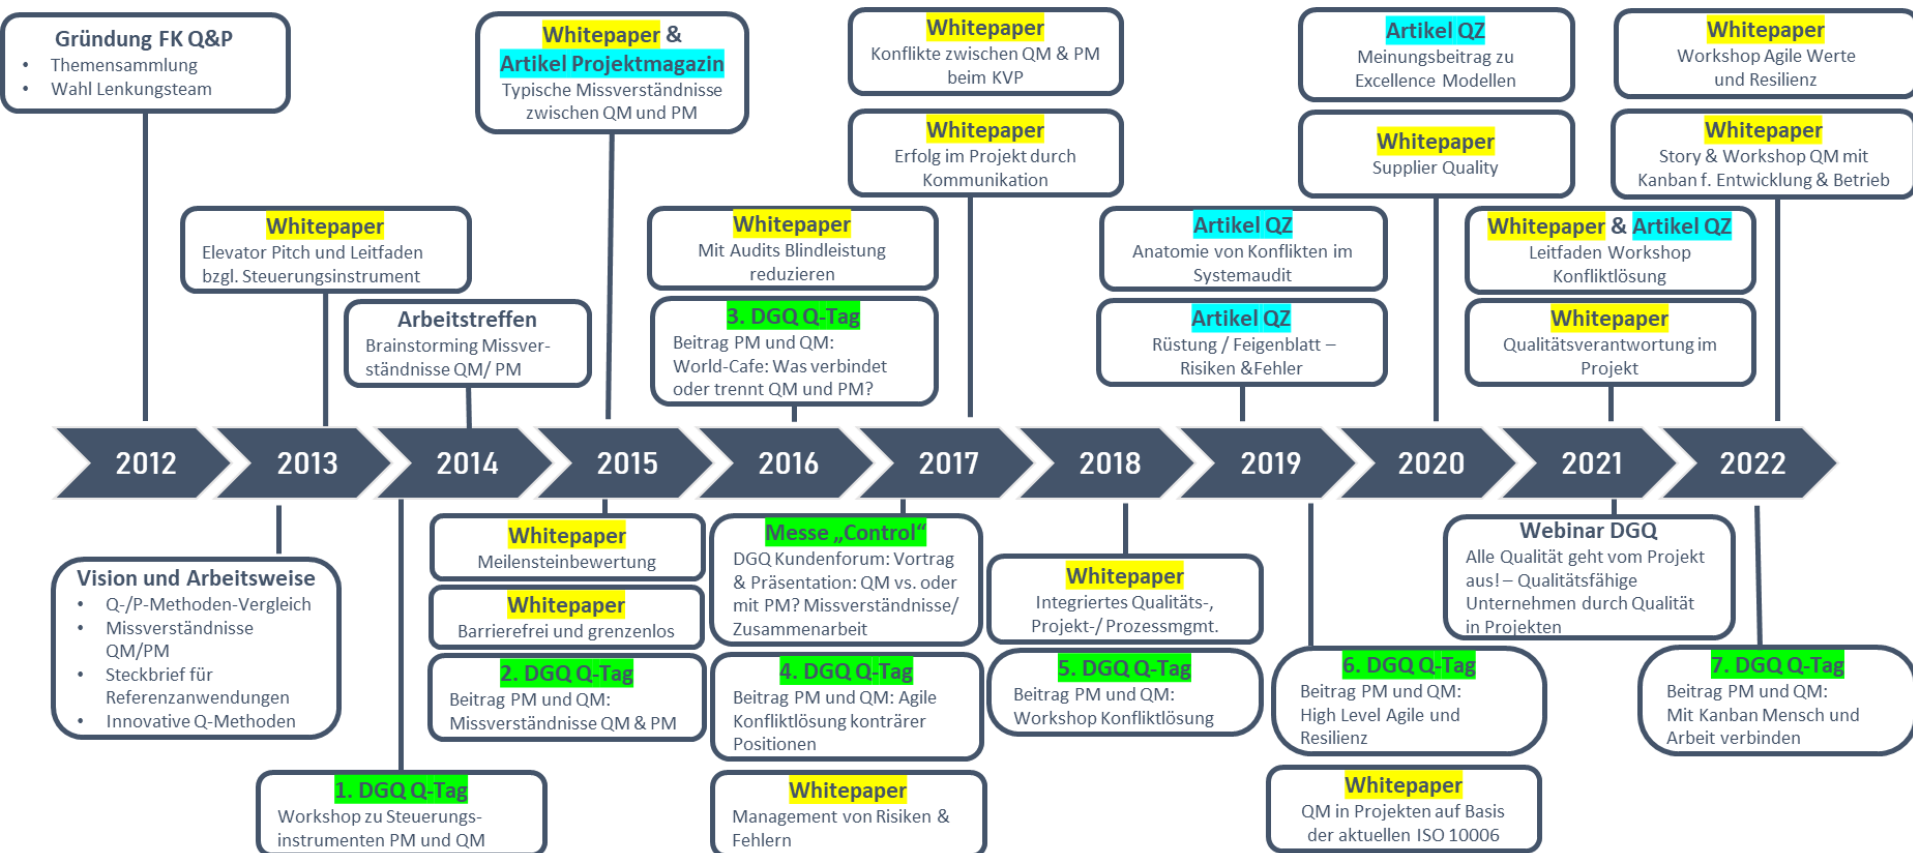 Gründung FK Q&P
• Themensammlung
• Wahl Lenkungsteam
Whitepaper
Elevator Pitch und Leitfaden
bzgl. Steuerungsinstrument
Arbeitstreffen
Brainstorming Missver-
ständnisse QM/ PM
Whitepaper &
Artikel Projektmagazin
Typische Missverständnisse
zwischen QM und PM
Whitepaper
Mit Audits Blindleistung
reduzieren
3. DGQ Q-Tag
Beitrag PM und QM:
World-Cafe: Was verbindet
oder trennt QM und PM?
Whitepaper
Konflikte zwischen QM & PM
beim KVP
Whitepaper
Erfolg im Projekt durch
Kommunikation
Artikel QZ
Anatomie von Konflikten im
Systemaudit
Artikel QZ
Rüstung / Feigenblatt –
Risiken &Fehler
Artikel QZ
Meinungsbeitrag zu
Excellence Modellen
Whitepaper
Supplier Quality
Whitepaper & Artikel QZ
Leitfaden Workshop
Konfliktlösung
Whitepaper
Qualitätsverantwortung im
Projekt
Whitepaper
Workshop Agile Werte
und Resilienz
Whitepaper
Story & Workshop QM mit
Kanban f. Entwicklung & Betrieb
2012
2013
2014
2015
2016
2017
2018
2019
2020
2021
2022
Vision und Arbeitsweise
• Q-/P-Methoden-Vergleich
• Missverständnisse
QM/PM
• Steckbrief für
Referenzanwendungen
• Innovative Q-Methoden
1. DGQ Q-Tag
Workshop zu Steuerungs-
instrumenten PM und QM
Whitepaper
Meilensteinbewertung
Whitepaper
Barrierefrei und grenzenlos
2. DGQ Q-Tag
Beitrag PM und QM:
Missverständnisse QM & PM
Messe „Control“
DGQ Kundenforum: Vortrag
& Präsentation: QM vs. oder
mit PM? Missverständnisse/
Zusammenarbeit
4. DGQ Q-Tag
Beitrag PM und QM: Agile
Konfliktlösung konträrer
Positionen
Whitepaper
Management von Risiken &
Fehlern
Whitepaper
Integriertes Qualitäts-,
Projekt-/ Prozessmgmt.
5. DGQ Q-Tag
Beitrag PM und QM:
Workshop Konfliktlösung
6. DGQ Q-Tag
Beitrag PM und QM:
High Level Agile und
Resilienz
Whitepaper
QM in Projekten auf Basis
der aktuellen ISO 10006
Webinar DGQ
Alle Qualität geht vom Projekt
aus! – Qualitätsfähige
Unternehmen durch Qualität
in Projekten
7. DGQ Q-Tag
Beitrag PM und QM:
Mit Kanban Mensch und
Arbeit verbinden